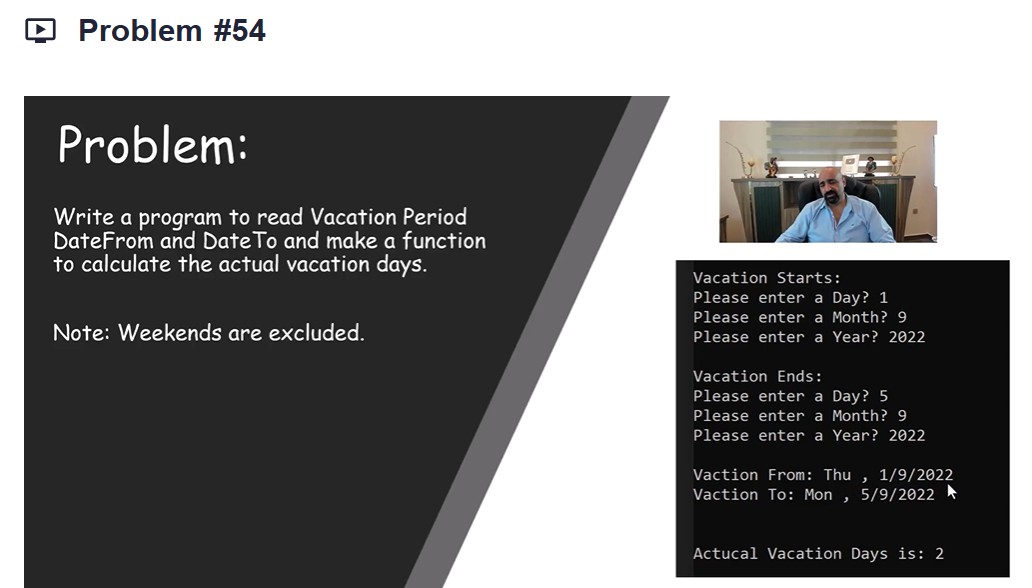 Problem #54
Problem:
Write a program to read Vacation Period
DateFrom and DateTo and make a function
to calculate the actual vacation days.
Note: Weekends are excluded.
Vacation Starts:
Please enter a Day? 1
Please enter a Month? 9
Please enter a Year? 2022
Vacation Ends:
Please enter a Day? 5
Please enter a Month? 9
Please enter a Year? 2022
Vaction From: Thu , 1/9/2022
Vaction To: Mon , 5/9/2022
Actucal Vacation Days is: 2